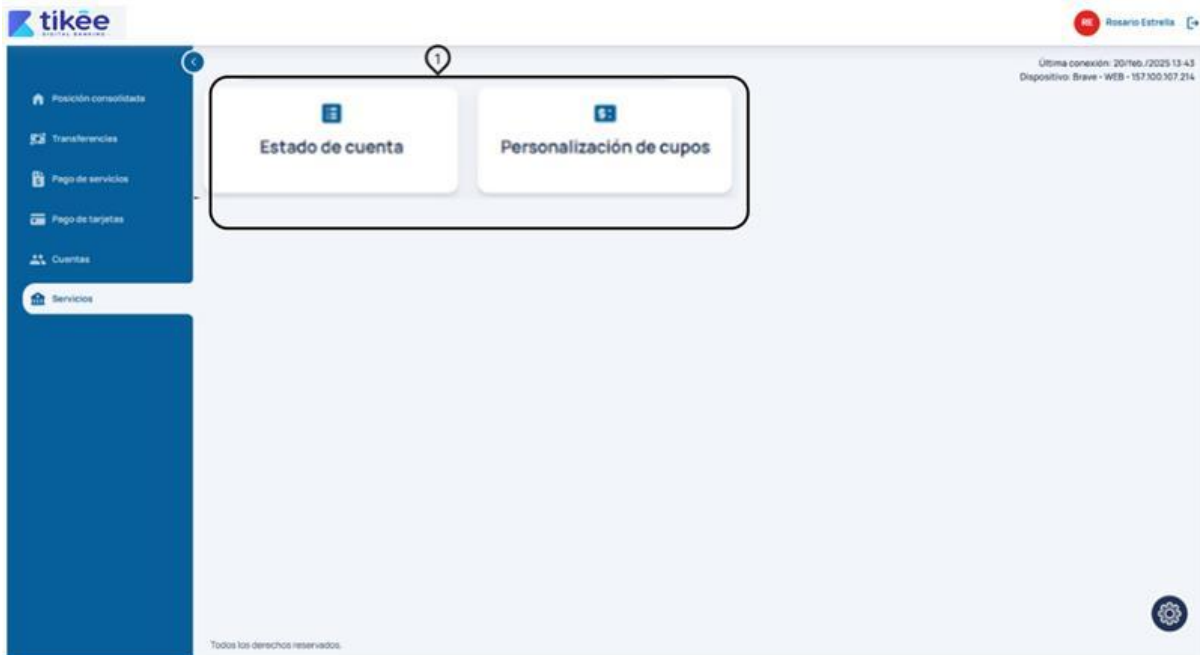 tikëe
DIGITAL BANKING
RE
Rosario Estrella
Última conexión: 20/feb./2025 13:43
Dispositivo: Brave - WEB - 157.100.107.214
1
Posición consolidada
Transferencias
Pago de servicios
Pago de tarjetas
Cuentas
Servicios
Estado de cuenta
Personalización de cupos
Todos los derechos reservados.